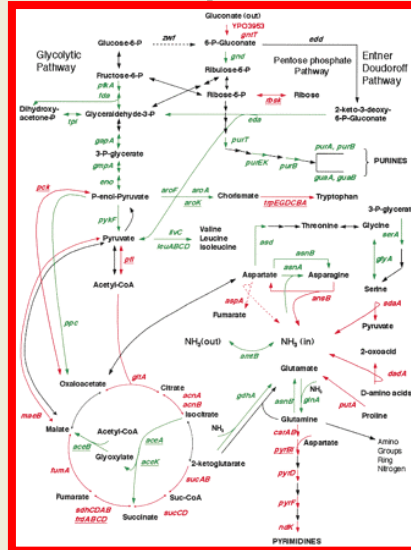 Gluconate (out)
YPO3953
gntT
Glucose-6-P
zwf
6-P-Gluconate
edd
Entner
Doudoroff
Pathway
Glycolytic
Pathway
gnd
Ribulose-6-P
Pentose phosphate
Pathway
Fructose-6-P
pfkA
fda
Ribose-6-P
rbsk
Ribose
Dihydroxy-
acetone-P
tpi
Glyceraldehyde-3-P
eda
2-keto-3-deoxy-
6-P-Gluconate
gapA
purT
purA, purB
3-P-glycerate
purEK
purB
PURINES
gmpA
guaA, guaB
eno
pck
P-enol-Pyruvate
aroF
aroA
aroK
Chorismate
trpEGDCBA
Tryptophan
3-P-glycerate
pykF
ilvC
leuABCD
Valine
Leucine
Isoleucine
Threonine
Glycine
serA
Pyruvate
asd
asnB
glyA
pfl
Aspartate
asnA
Asparagine
Serine
Acetyl-CoA
aspA
ansB
sdaA
Fumarate
Pyruvate
ppc
NH3(out)
NH3 (in)
2-oxoacid
amtB
dadA
Oxaloacetate
gltA
Glutamate
D-amino acids
Citrate
gdhA
asnB
NH3
glnA
putA
maeB
acnA
acnB
Proline
Malate
Acetyl-CoA
Isocitrate
NH3
Glutamine
aceB
aceA
carAB
Aspartate
Amino
Groups
Ring
Nitrogen
Glyoxylate
aceK
2-ketoglutarate
pyrBI
fumA
sucAB
pyrD
Fumarate
Suc-CoA
sdhCDAB
frdABCD
Succinate
sucCD
pyrF
ndK
PYRIMIDINES